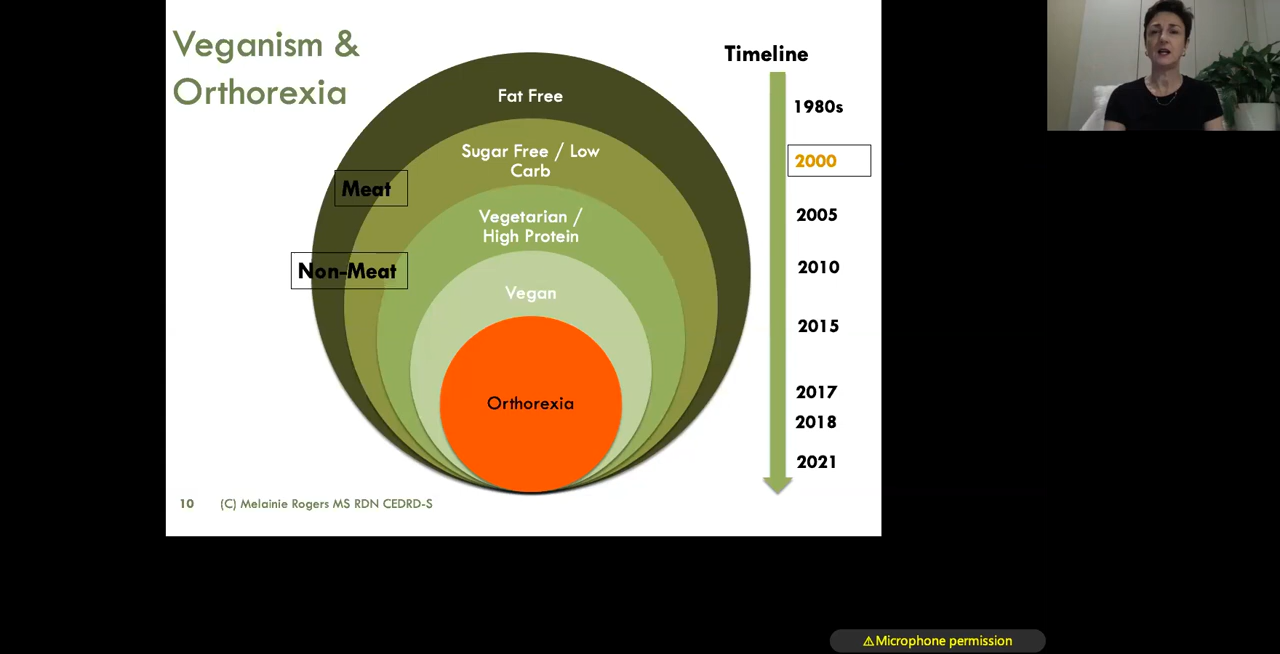 Veganism &
Orthorexia
Timeline
Fat Free
1980s
Sugar Free / Low
Carb
2000
Meat
Vegetarian /
High Protein
2005
Non-Meat
2010
Vegan
2015
Orthorexia
2017
2018
2021
10 (C) Melainie Rogers MS RDN CEDRD-S
⚠Microphone permission